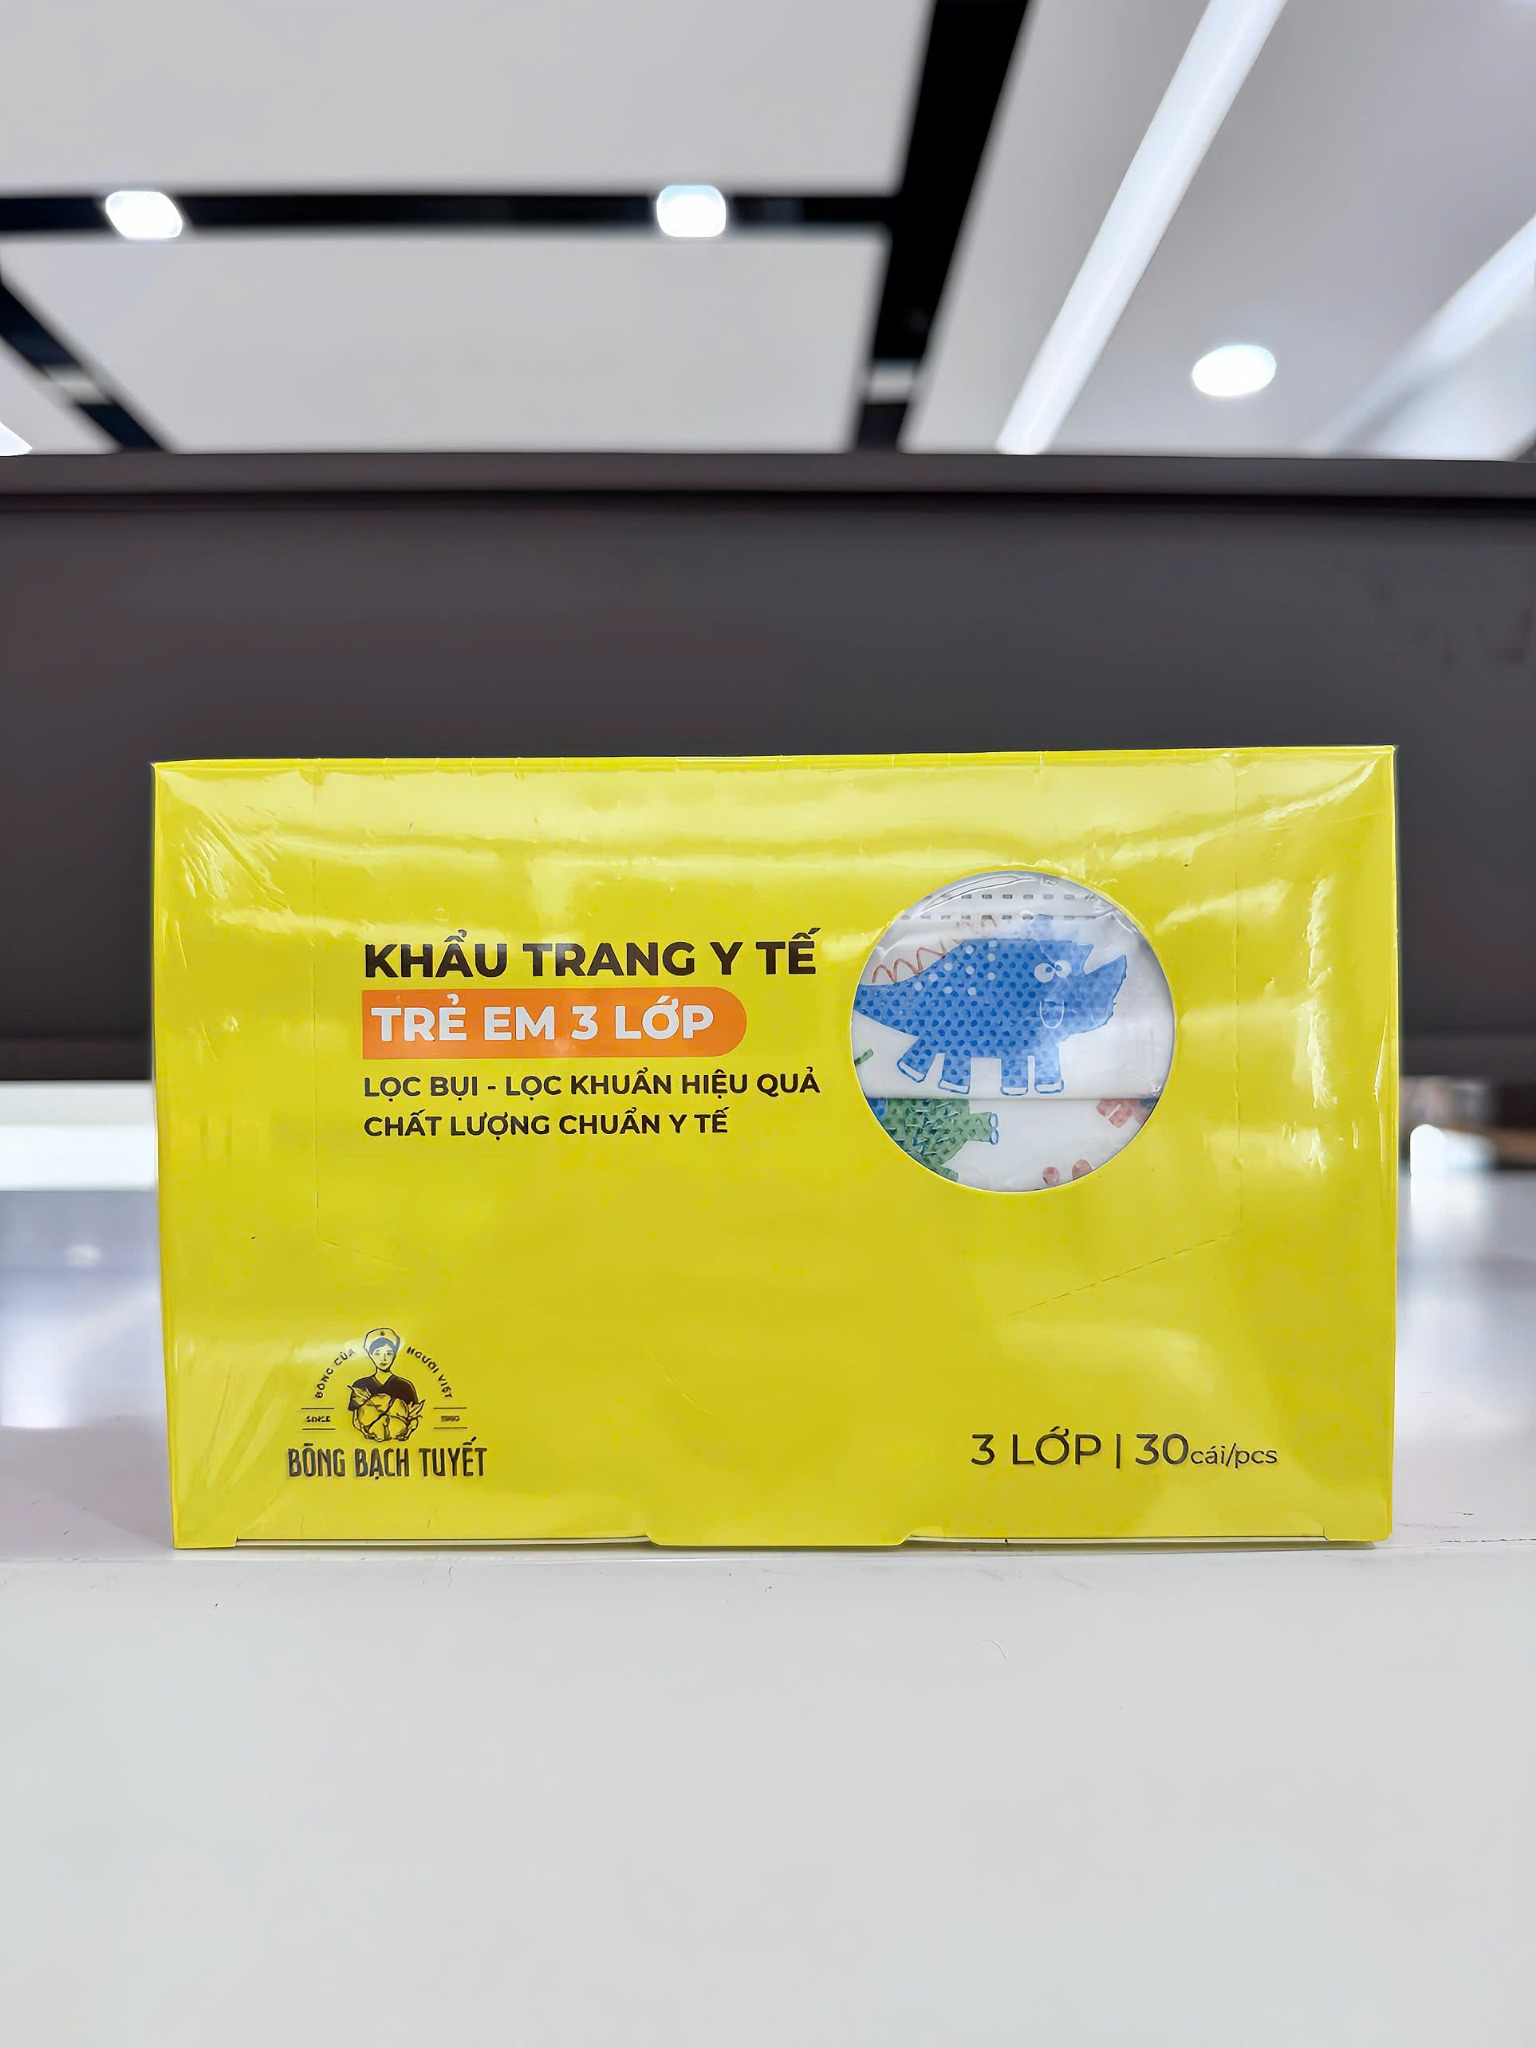 KHẨU TRANG Y TẾ
TRẺ EM 3 LỚP
LỌC BỤI - LỌC KHUẨN HIỆU QUẢ
CHẤT LƯỢNG CHUẨN Y TẾ
BÔNG CỦA NGƯỜI VIỆT
SINCE 1960
BÔNG BẠCH TUYẾT
3 LỚP | 30cái/pcs